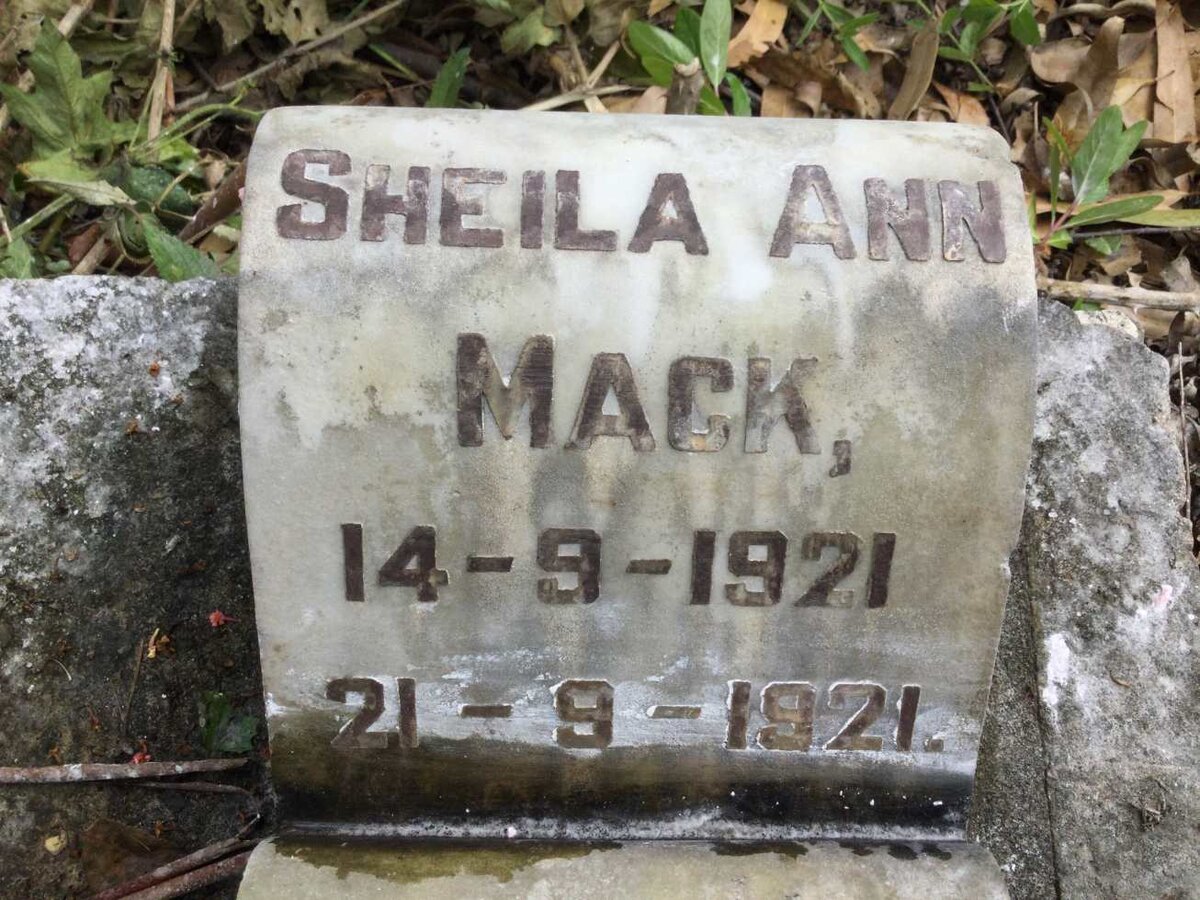 SHEILA ANN
MACK,
14-9-1921
21-9-1921.